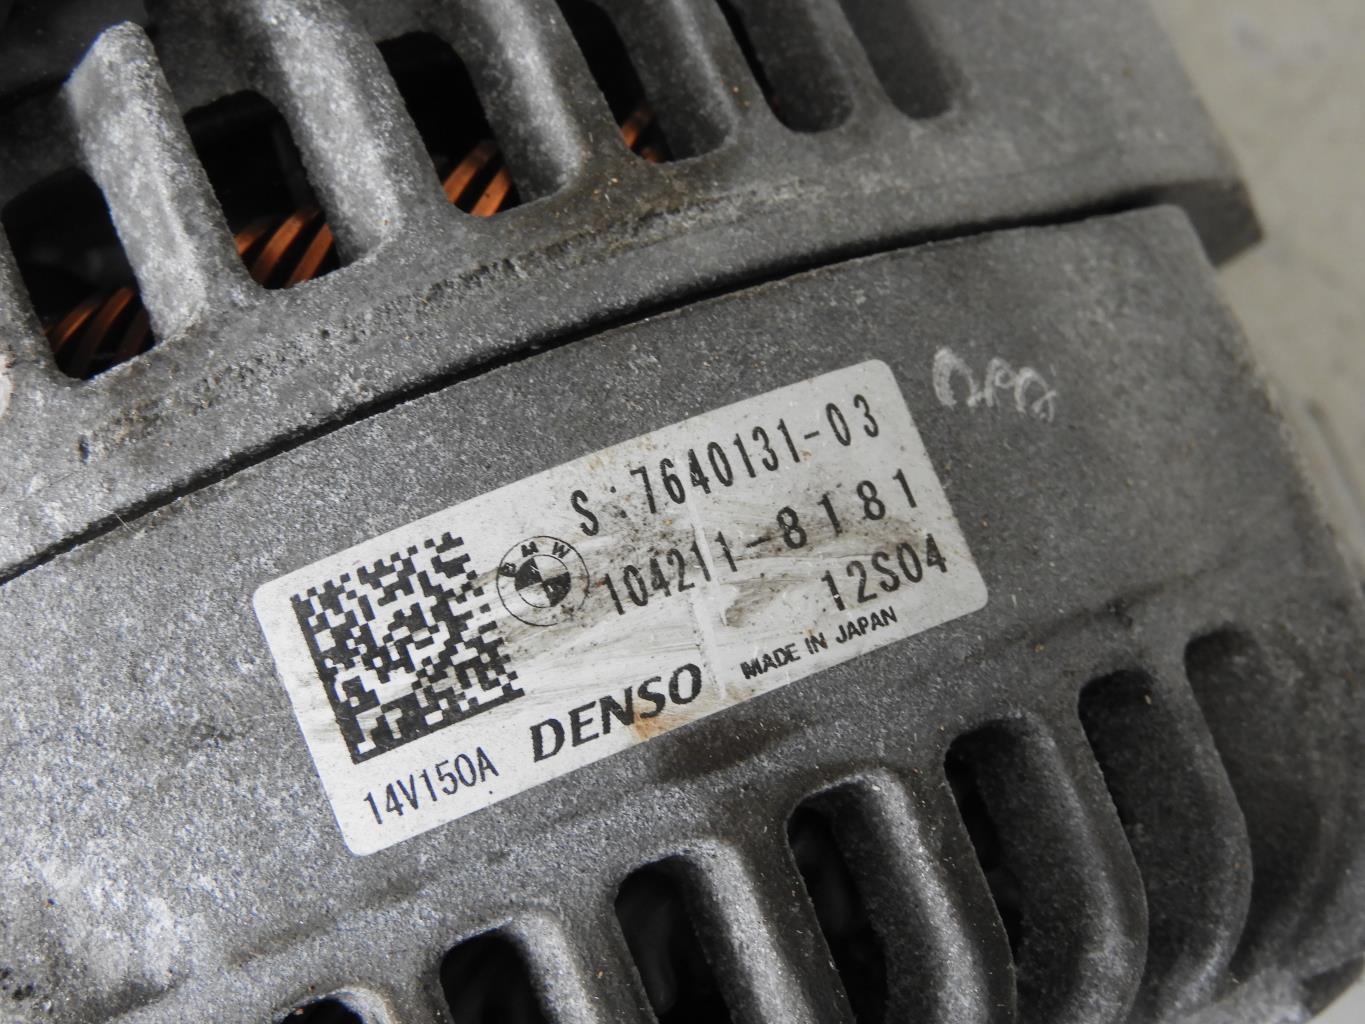 S:7640131-03
BMW
104211-8181
12S04
DENSO MADE IN JAPAN
14V150A